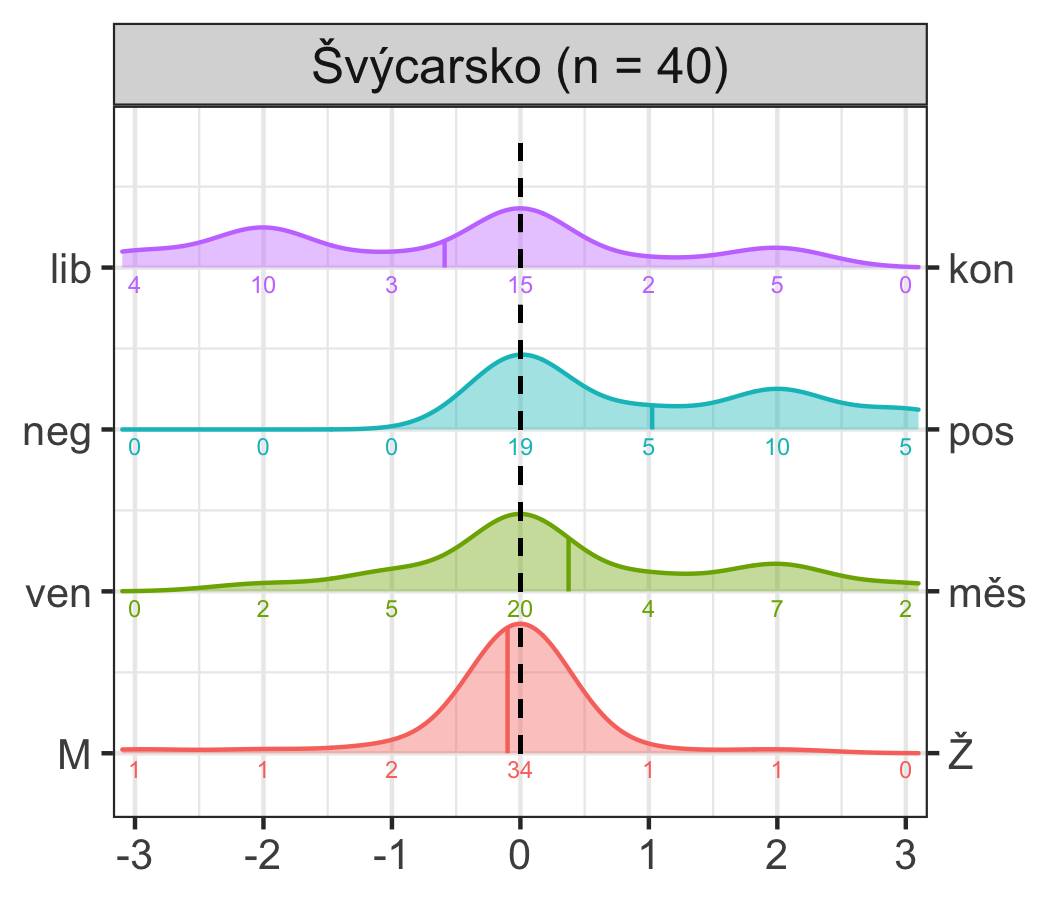 Švýcarsko (n = 40)
lib kon
4 10 3 15 2 5 0
neg pos
0 0 0 19 5 10 5
ven měs
0 2 5 20 4 7 2
M Ž
1 1 2 34 1 1 0
-3 -2 -1 0 1 2 3